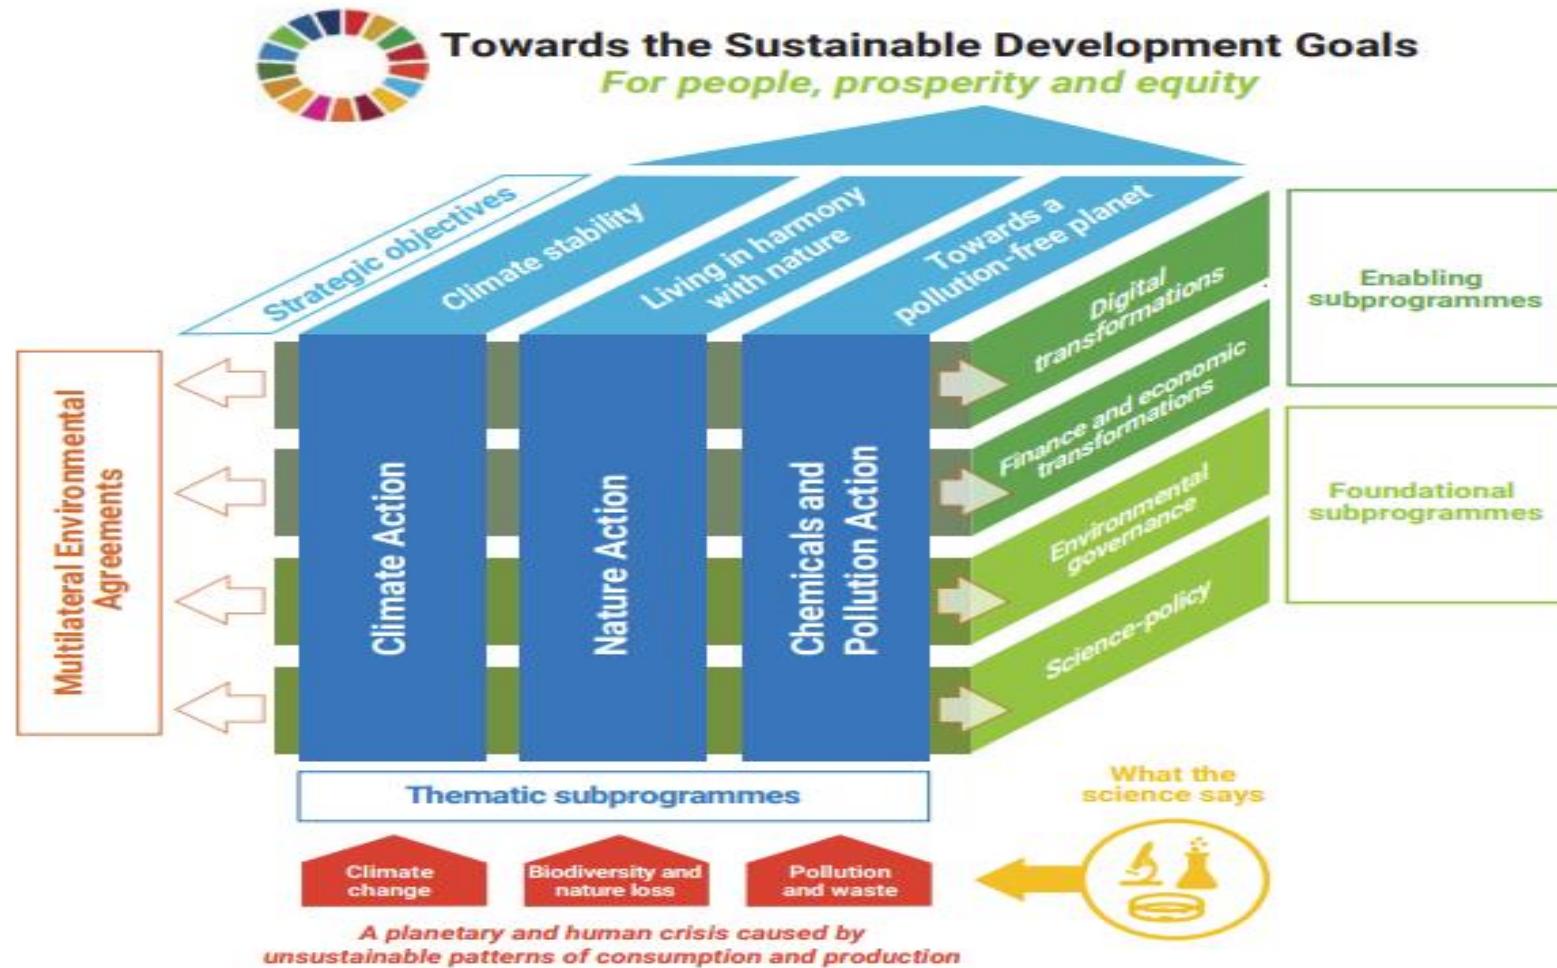 Towards the Sustainable Development Goals
For people, prosperity and equity
Strategic objectives
Climate stability
Living in harmony
with nature
Towards a
pollution-free planet
Digital
transformations
Finance and economic
transformations
Environmental
governance
Science-policy
Enabling
subprogrammes
Foundational
subprogrammes
Multilateral Environmental
Agreements
Climate Action
Nature Action
Chemicals and
Pollution Action
Thematic subprogrammes
What the
science says
Climate
change
Biodiversity and
nature loss
Pollution
and waste
A planetary and human crisis caused by
unsustainable patterns of consumption and production